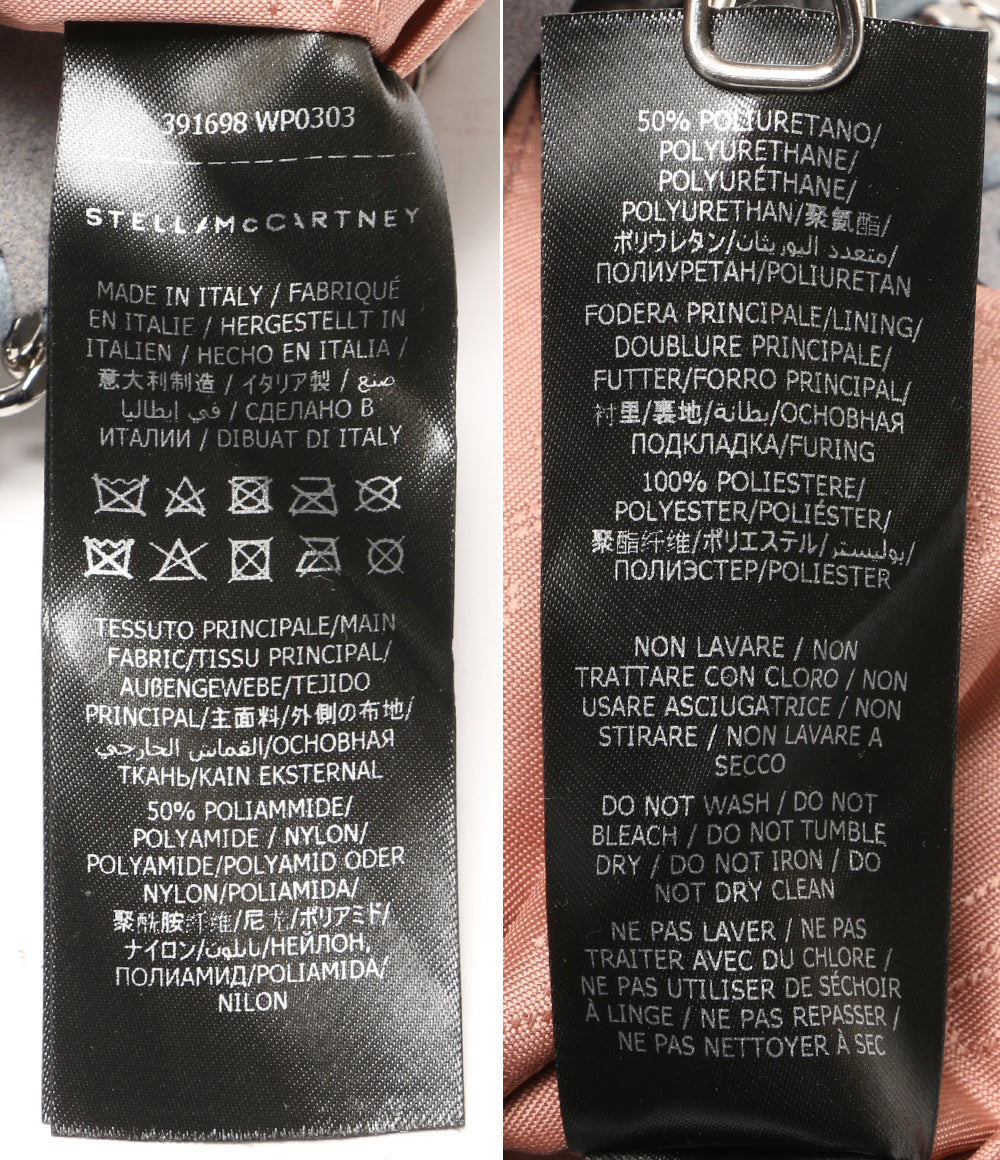 391698 WP0303
STELLA McCARTNEY
MADE IN ITALY / FABRIQUÉ
EN ITALIE / HERGESTELLT IN
ITALIEN / HECHO EN ITALIA /
意大利制造 / イタリア製 / صنع
في إيطاليا / СДЕЛАНО В
ИТАЛИИ / DIBUAT DI ITALY
TESSUTO PRINCIPALE/MAIN
FABRIC/TISSU PRINCIPAL/
AUßENGEWEBE/TEJIDO
PRINCIPAL/主面料/外側の布地/
القماس الخارجي/ОСНОВНАЯ
ТКАНЬ/KAIN EKSTERNAL
50% POLIAMMIDE/
POLYAMIDE / NYLON/
POLYAMIDE/POLYAMID ODER
NYLON/POLIAMIDA/
聚酰胺纤维/尼龙/ポリアミド/
ナイロン/نايلون/НЕЙЛОН,
ПОЛИАМИД/POLIAMIDA/
NILON
50% POLIURETANO/
POLYURETHANE/
POLYURÉTHANE/
POLYURETHAN/聚氨酯/
ポリウレタン/متعدد اليوريثان/
ПОЛИУРЕТАН/POLIURETAN
FODERA PRINCIPALE/LINING/
DOUBLURE PRINCIPALE/
FUTTER/FORRO PRINCIPAL/
衬里/裏地/بطانة/ОСНОВНАЯ
ПОДКЛАДКА/FURING
100% POLIESTERE/
POLYESTER/POLIÉSTER/
聚酯纤维/ポリエステル/بوليستر/
ПОЛИЭСТЕР/POLIESTER
NON LAVARE / NON
TRATTARE CON CLORO / NON
USARE ASCIUGATRICE / NON
STIRARE / NON LAVARE A
SECCO
DO NOT WASH / DO NOT
BLEACH / DO NOT TUMBLE
DRY / DO NOT IRON / DO
NOT DRY CLEAN
NE PAS LAVER / NE PAS
TRAITER AVEC DU CHLORE /
NE PAS UTILISER DE SÉCHOIR
À LINGE / NE PAS REPASSER /
NE PAS NETTOYER À SEC